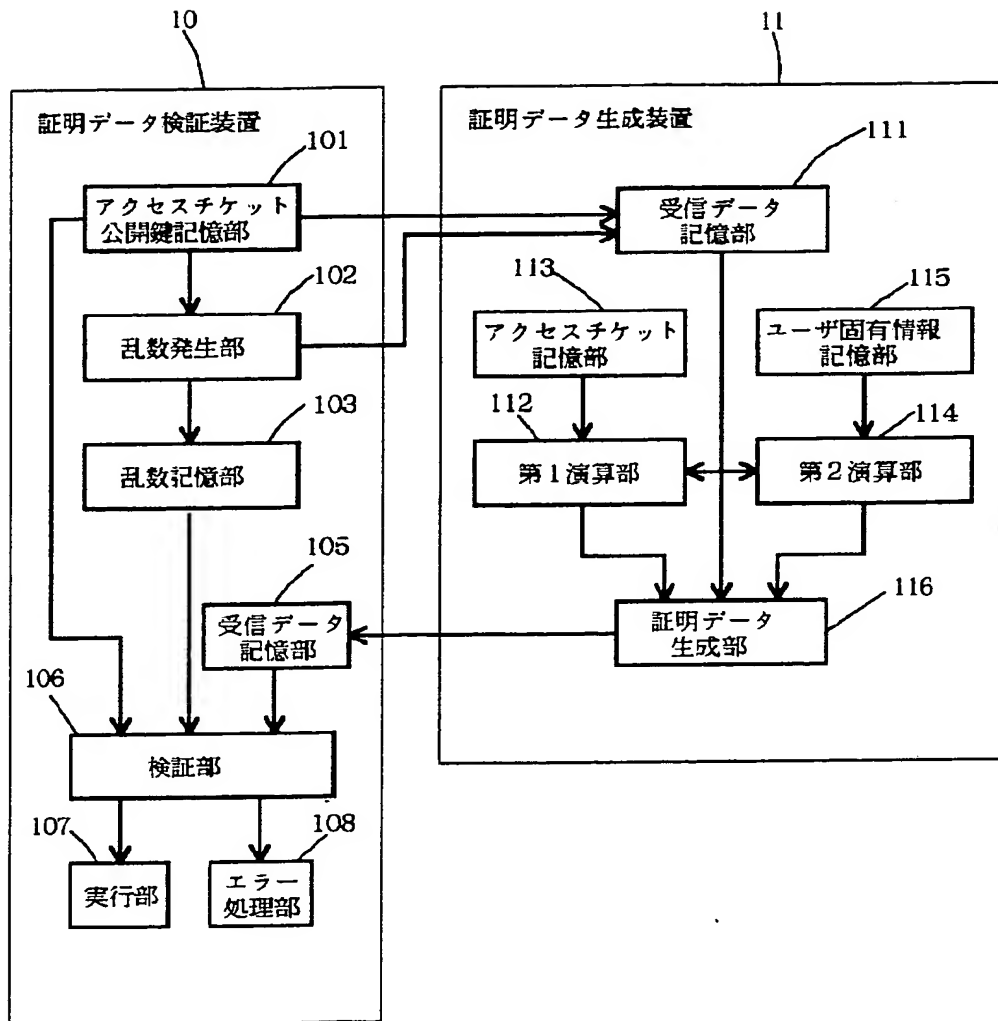 10
証明データ検証装置
101
アクセスチケット
公開鍵記憶部
102
乱数発生部
103
乱数記憶部
105
受信データ
記憶部
106
検証部
107
実行部
108
エラー
処理部
11
証明データ生成装置
111
受信データ
記憶部
113
アクセスチケット
記憶部
115
ユーザ固有情報
記憶部
112
第1演算部
114
第2演算部
116
証明データ
生成部